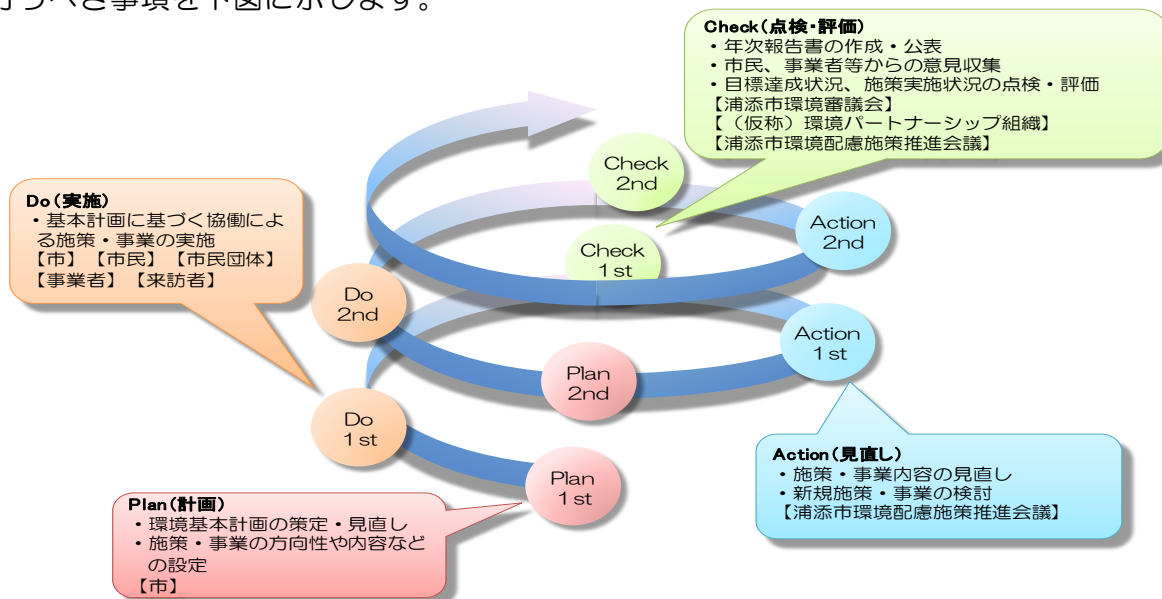 行うべき事項を下図に示します。
Check(点検・評価)
・年次報告書の作成・公表
・市民、事業者等からの意見収集
・目標達成状況、施策実施状況の点検・評価
【浦添市環境審議会】
【(仮称)環境パートナーシップ組織】
【浦添市環境配慮施策推進会議】
Check
2nd
Do(実施)
・基本計画に基づく協働によ
る施策・事業の実施
【市】【市民】【市民団体】
【事業者】【来訪者】
Action
2nd
Check
1st
Do
2nd
Action
1st
Plan
2nd
Do
1st
Action(見直し)
・施策・事業内容の見直し
・新規施策・事業の検討
【浦添市環境配慮施策推進会議】
Plan
1st
Plan(計画)
・環境基本計画の策定・見直し
・施策・事業の方向性や内容など
の設定
【市】